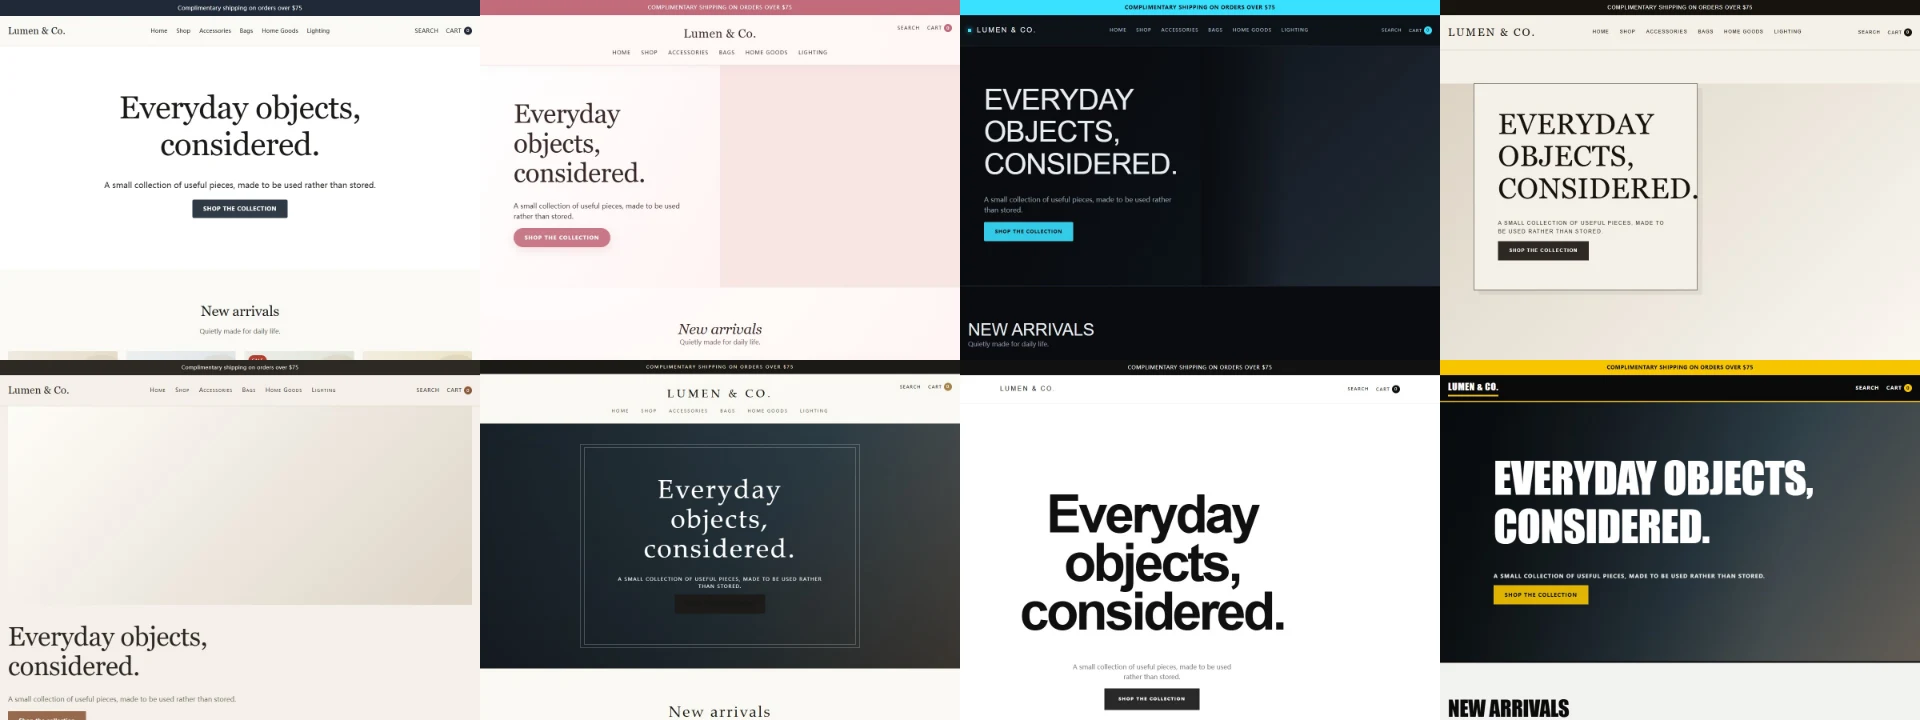 Complimentary shipping on orders over $75
Lumen & Co.
Home Shop Accessories Bags Home Goods Lighting
SEARCH CART 0
Everyday objects,
considered.
A small collection of useful pieces, made to be used rather than stored.
SHOP THE COLLECTION
New arrivals
Quietly made for daily life.
SALE
COMPLIMENTARY SHIPPING ON ORDERS OVER $75
SEARCH CART 0
Lumen & Co.
HOME SHOP ACCESSORIES BAGS HOME GOODS LIGHTING
Everyday
objects,
considered.
A small collection of useful pieces, made to be used
rather than stored.
SHOP THE COLLECTION
New arrivals
Quietly made for daily life.
COMPLIMENTARY SHIPPING ON ORDERS OVER $75
LUMEN & CO.
HOME SHOP ACCESSORIES BAGS HOME GOODS LIGHTING
SEARCH CART 0
EVERYDAY
OBJECTS,
CONSIDERED.
A small collection of useful pieces, made to be used rather
than stored.
SHOP THE COLLECTION
NEW ARRIVALS
Quietly made for daily life.
COMPLIMENTARY SHIPPING ON ORDERS OVER $75
LUMEN & CO.
HOME SHOP ACCESSORIES BAGS HOME GOODS LIGHTING
SEARCH CART 0
EVERYDAY
OBJECTS,
CONSIDERED.
A SMALL COLLECTION OF USEFUL PIECES, MADE TO
BE USED RATHER THAN STORED.
SHOP THE COLLECTION
Complimentary shipping on orders over $75
Lumen & Co.
Home Shop Accessories Bags Home Goods Lighting
SEARCH CART 0
Everyday objects,
considered.
A small collection of useful pieces, made to be used rather than stored.
COMPLIMENTARY SHIPPING ON ORDERS OVER $75
SEARCH CART 0
LUMEN & CO.
HOME SHOP ACCESSORIES BAGS HOME GOODS LIGHTING
Everyday
objects,
considered.
A SMALL COLLECTION OF USEFUL PIECES, MADE TO BE USED RATHER
THAN STORED.
New arrivals
COMPLIMENTARY SHIPPING ON ORDERS OVER $75
LUMEN & CO.
SEARCH CART 0
Everyday
objects,
considered.
A small collection of useful pieces, made to be used
rather than stored.
SHOP THE COLLECTION
COMPLIMENTARY SHIPPING ON ORDERS OVER $75
LUMEN & CO.
SEARCH CART 0
EVERYDAY OBJECTS,
CONSIDERED.
A SMALL COLLECTION OF USEFUL PIECES, MADE TO BE USED RATHER THAN STORED.
SHOP THE COLLECTION
NEW ARRIVALS